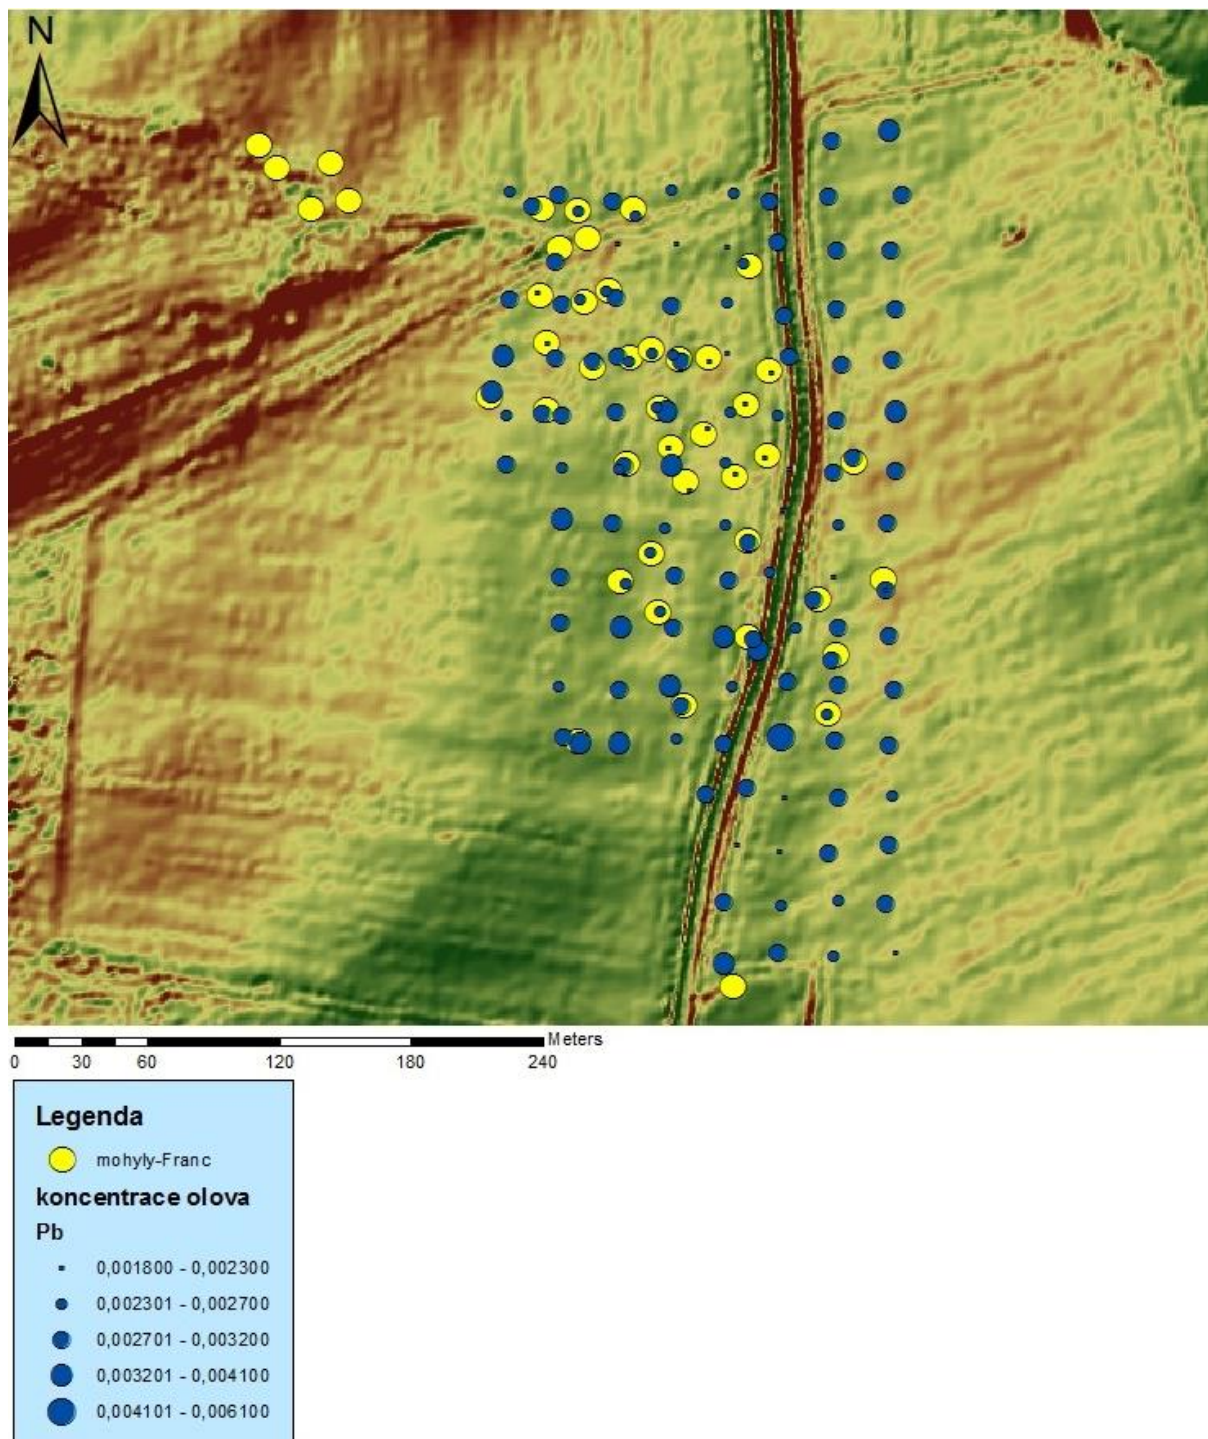 N
Meters
0 30 60 120 180 240
Legenda
mohyly-Franc
koncentrace olova
Pb
0,001800 - 0,002300
0,002301 - 0,002700
0,002701 - 0,003200
0,003201 - 0,004100
0,004101 - 0,006100